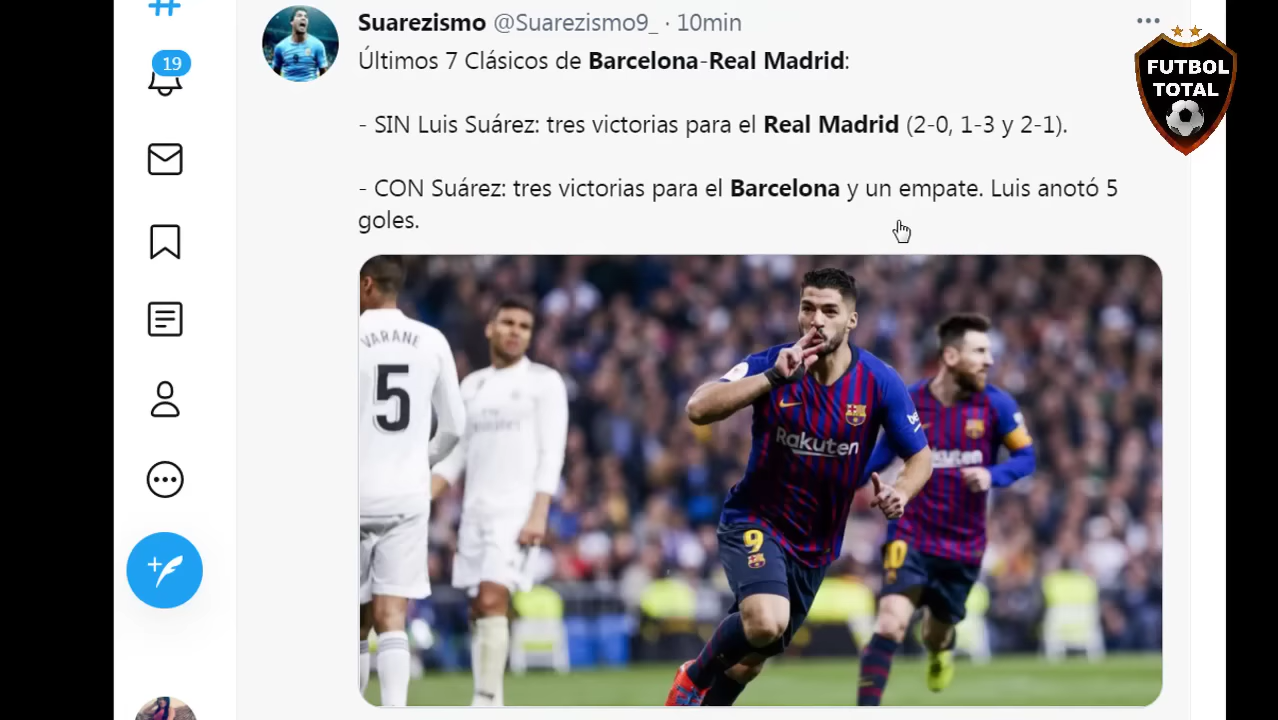 #
Suarezismo @Suarezismo9_ · 10min
19
Últimos 7 Clásicos de Barcelona-Real Madrid:
FUTBOL
TOTAL
- SIN Luis Suárez: tres victorias para el Real Madrid (2-0, 1-3 y 2-1).
- CON Suárez: tres victorias para el Barcelona y un empate. Luis anotó 5
goles.
VARANE
5
Rakuten
9